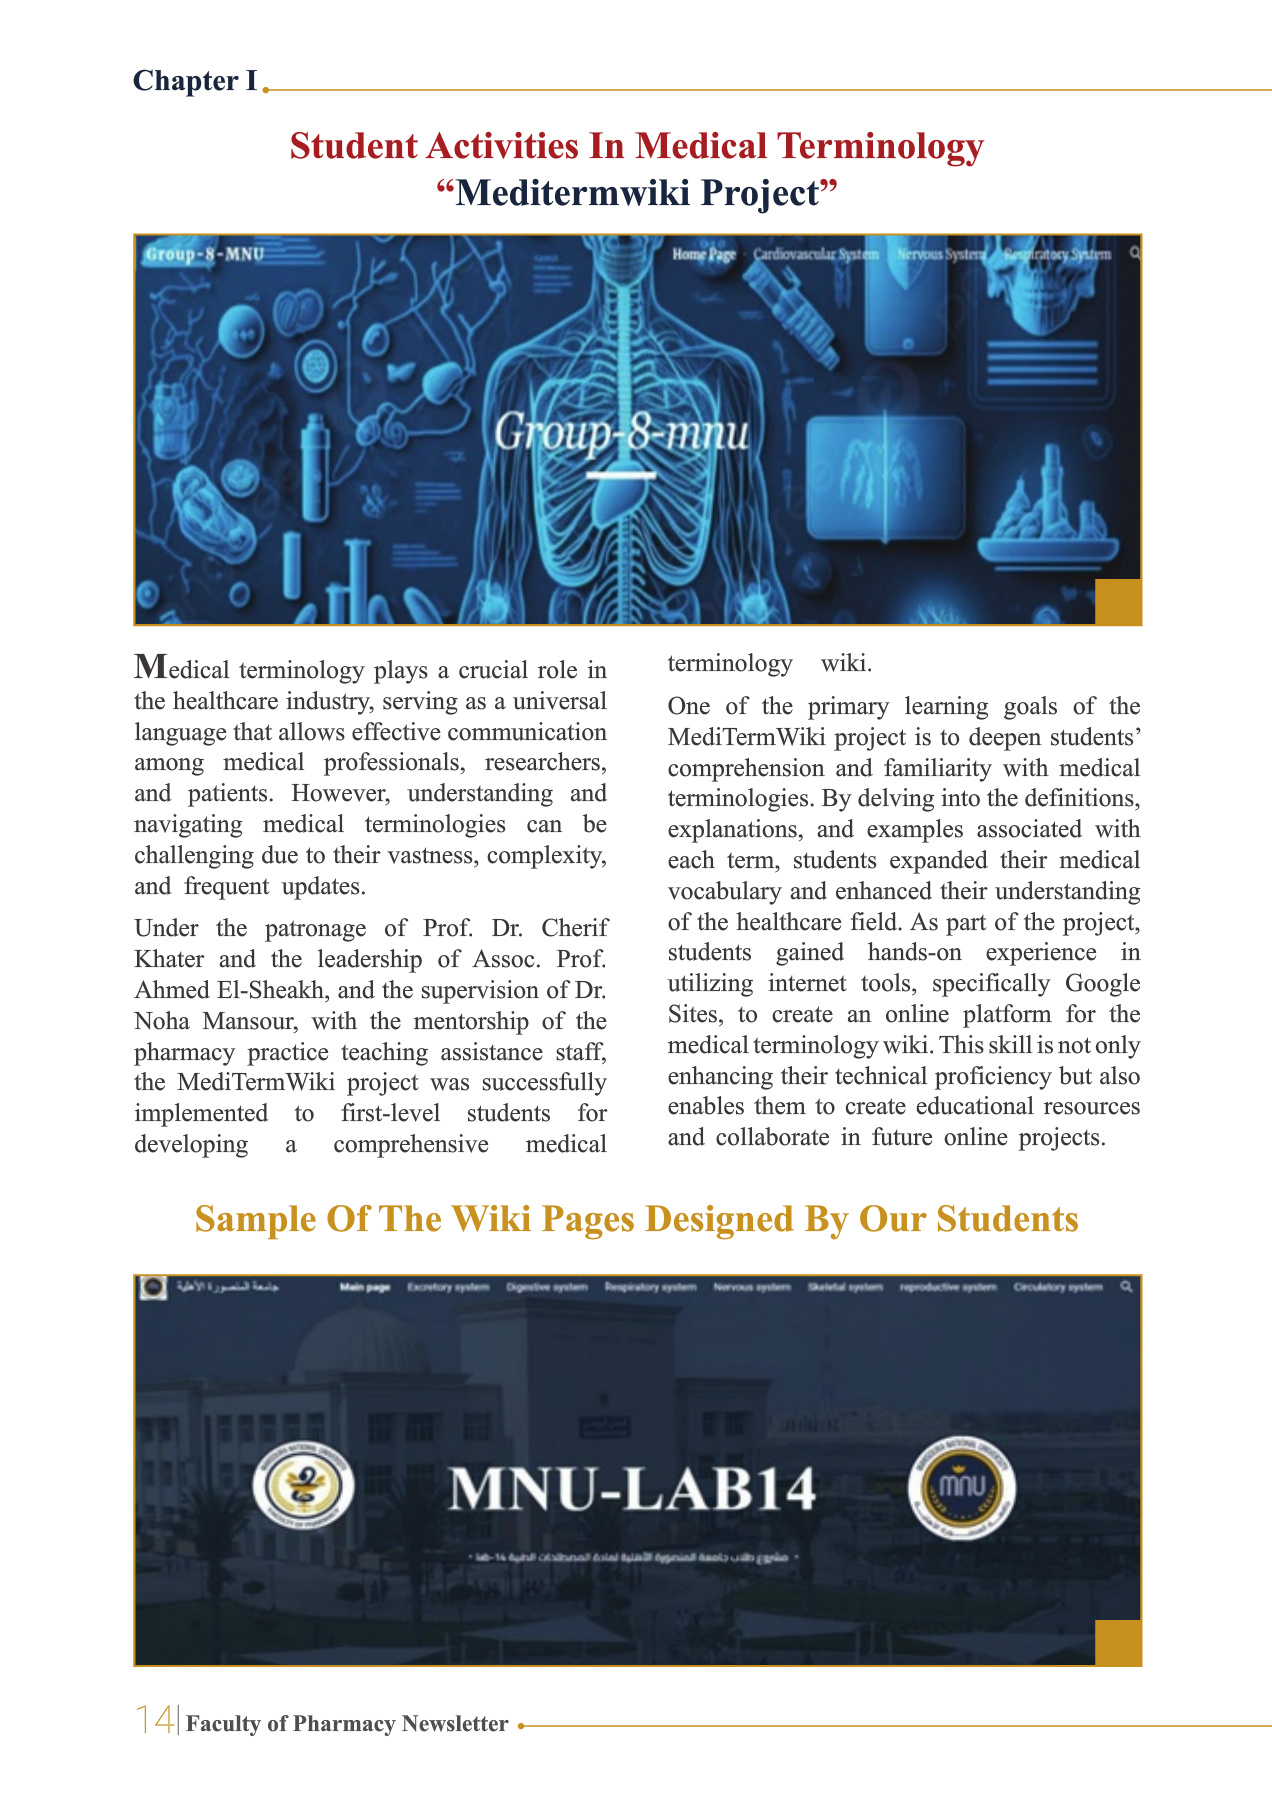 Chapter I
Student Activities In Medical Terminology
“Meditermwiki Project”
Group-8-MNU
Home Page
Cardiovascular System
Nervous System
Respiratory System
Group-8-mnu
Medical terminology plays a crucial role in
the healthcare industry, serving as a universal
language that allows effective communication
among medical professionals, researchers,
and patients. However, understanding and
navigating medical terminologies can be
challenging due to their vastness, complexity,
and frequent updates.
Under the patronage of Prof. Dr. Cherif
Khater and the leadership of Assoc. Prof.
Ahmed El-Sheakh, and the supervision of Dr.
Noha Mansour, with the mentorship of the
pharmacy practice teaching assistance staff,
the MediTermWiki project was successfully
implemented to first-level students for
developing a comprehensive medical
terminology wiki.
One of the primary learning goals of the
MediTermWiki project is to deepen students’
comprehension and familiarity with medical
terminologies. By delving into the definitions,
explanations, and examples associated with
each term, students expanded their medical
vocabulary and enhanced their understanding
of the healthcare field. As part of the project,
students gained hands-on experience in
utilizing internet tools, specifically Google
Sites, to create an online platform for the
medical terminology wiki. This skill is not only
enhancing their technical proficiency but also
enables them to create educational resources
and collaborate in future online projects.
Sample Of The Wiki Pages Designed By Our Students
جامعة المنصورة الأهلية
Main page
Excretory system
Digestive system
Respiratory system
Nervous system
Skeletal system
reproductive system
Circulatory system
MANSOURA NATIONAL UNIVERSITY
FACULTY OF PHARMACY
MNU-LAB14
MANSOURA NATIONAL UNIVERSITY
mnu
مشروع طلاب جامعة المنصورة الأهلية لمادة المصطلحات الطبية lab-14
14
Faculty of Pharmacy Newsletter